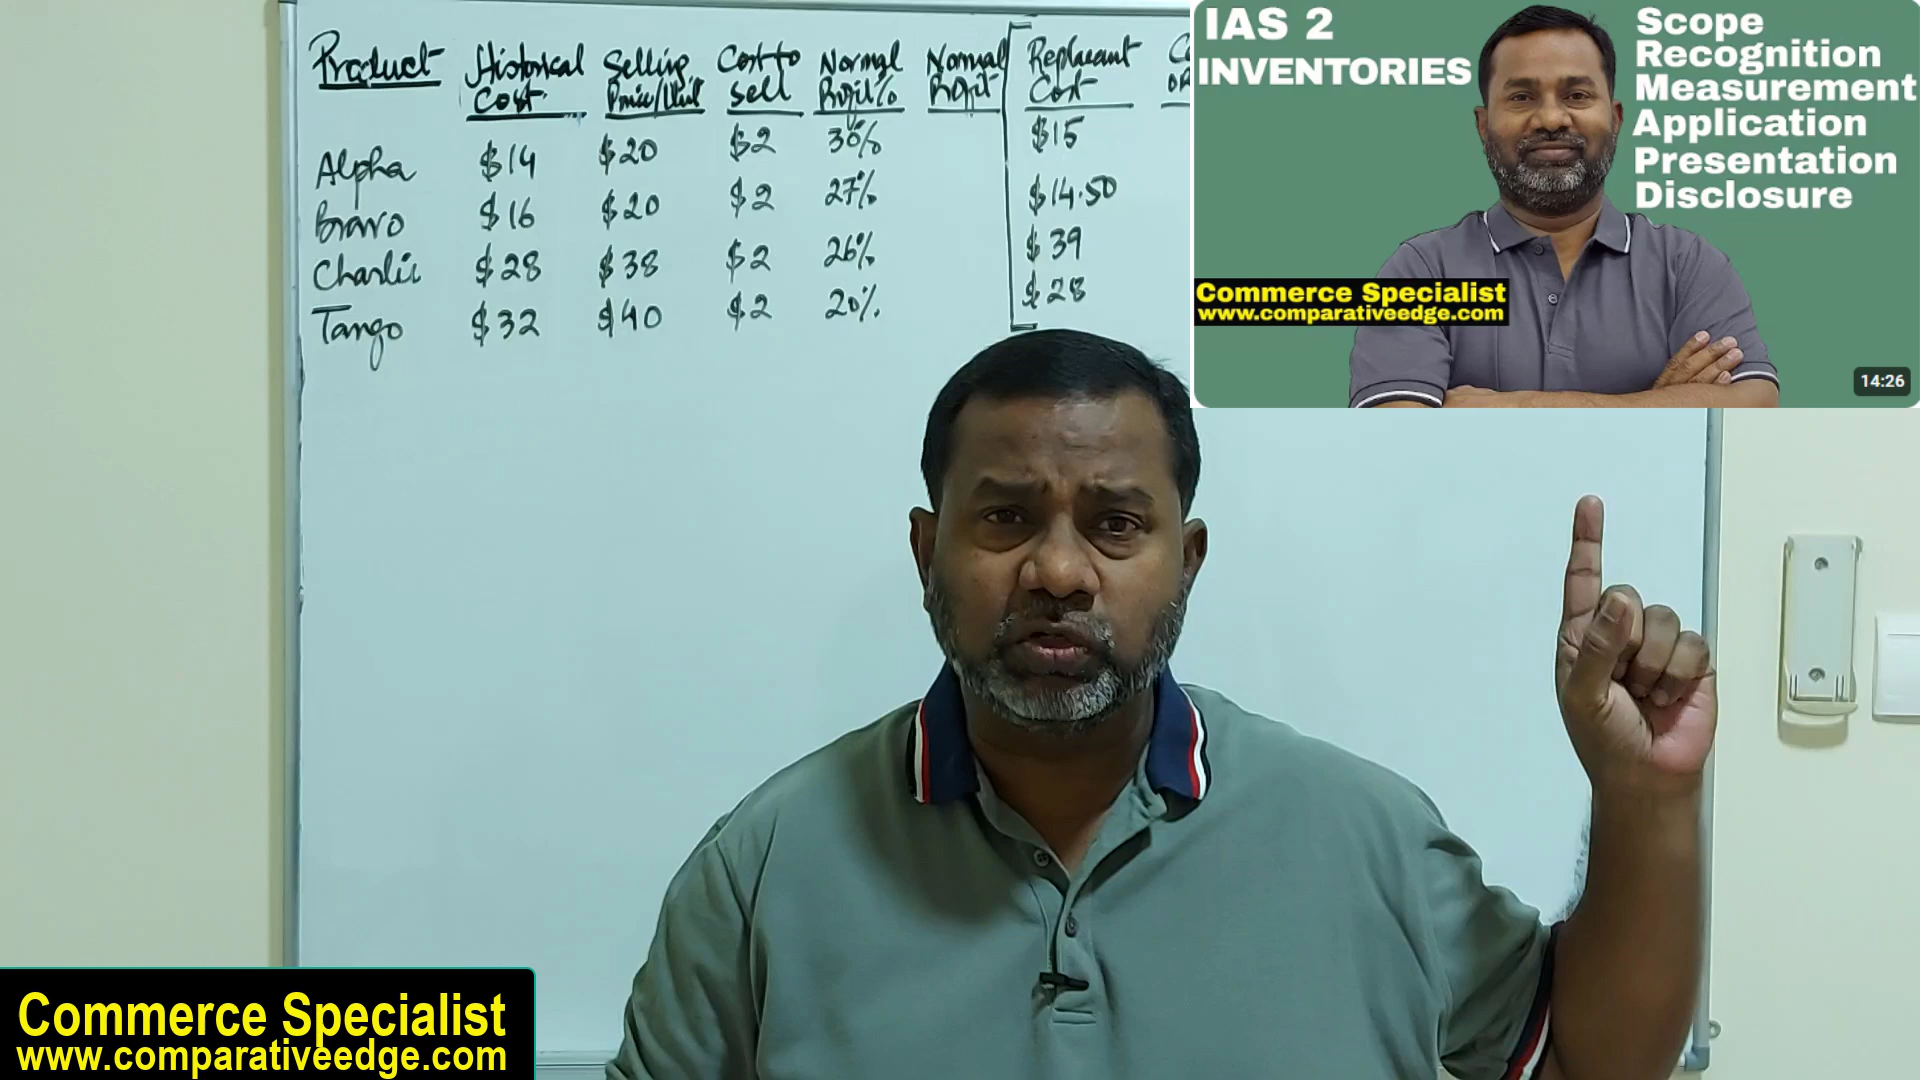 Product Historical Cost Selling Price/Unit Cost to sell Normal Profit% Normal Profit Replacant Cost
Alpha $14 $20 $2 30% $15
Bravo $16 $20 $2 27% $14.50
Charlie $28 $38 $2 26% $39
Tango $32 $40 $2 20% $28
IAS 2
INVENTORIES
Scope
Recognition
Measurement
Application
Presentation
Disclosure
Commerce Specialist
www.comparativeedge.com
14:26
Commerce Specialist
www.comparativeedge.com